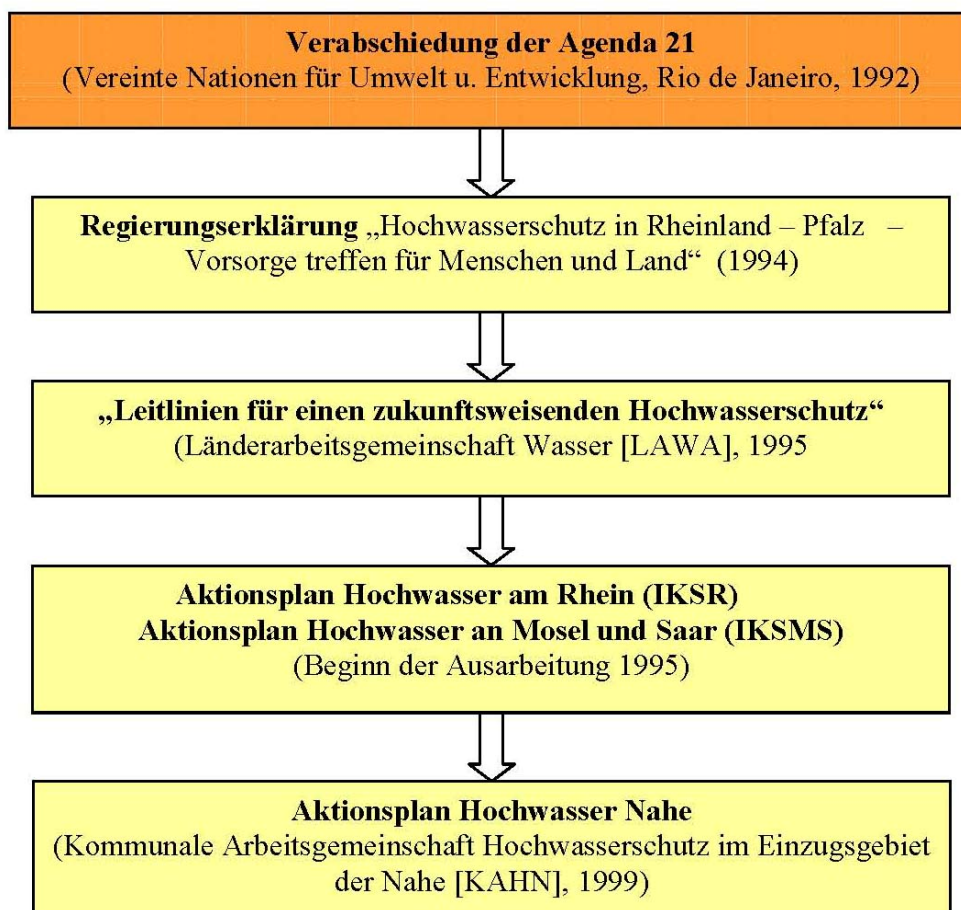 Verabschiedung der Agenda 21
(Vereinte Nationen für Umwelt u. Entwicklung, Rio de Janeiro, 1992)
Regierungserklärung „Hochwasserschutz in Rheinland – Pfalz –
Vorsorge treffen für Menschen und Land“ (1994)
„Leitlinien für einen zukunftsweisenden Hochwasserschutz“
(Länderarbeitsgemeinschaft Wasser [LAWA], 1995
Aktionsplan Hochwasser am Rhein (IKSR)
Aktionsplan Hochwasser an Mosel und Saar (IKSMS)
(Beginn der Ausarbeitung 1995)
Aktionsplan Hochwasser Nahe
(Kommunale Arbeitsgemeinschaft Hochwasserschutz im Einzugsgebiet
der Nahe [KAHN], 1999)